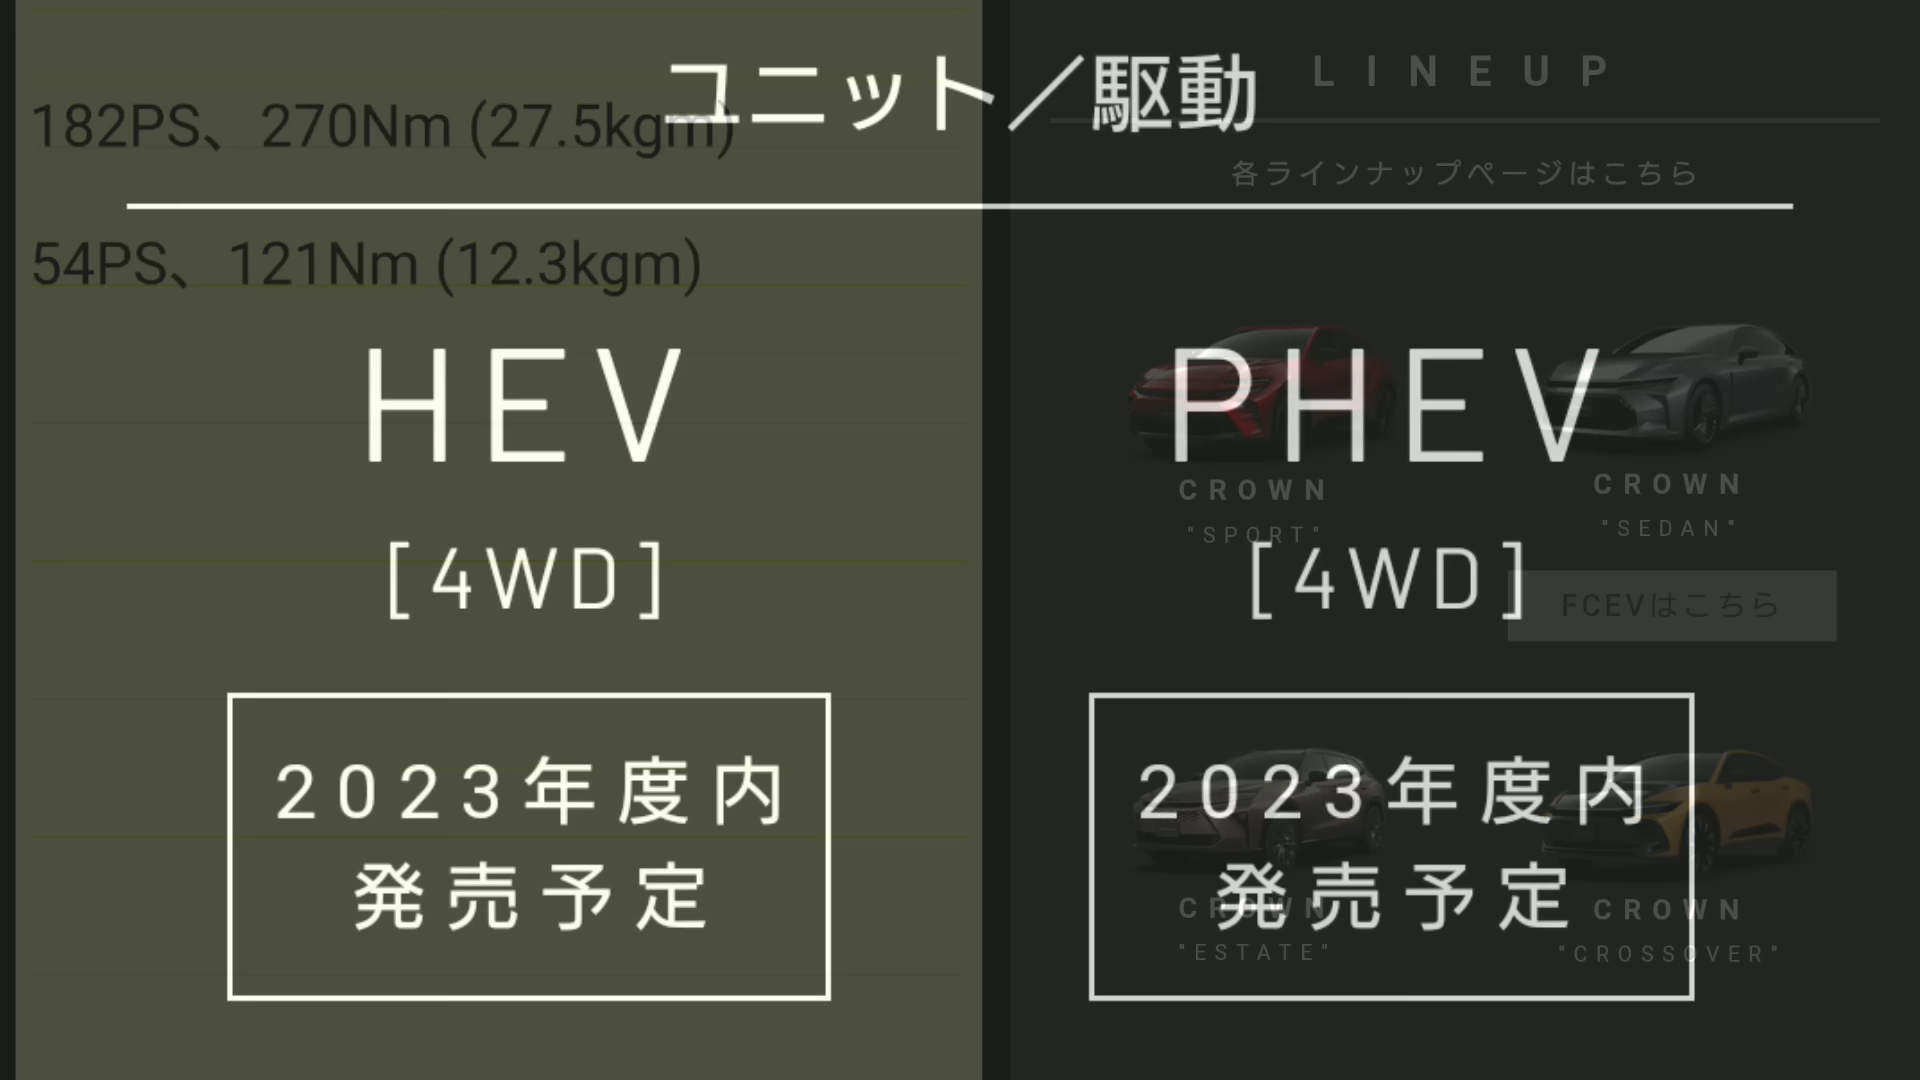 ユニット／駆動
182PS、270Nm (27.5kgm)
54PS、121Nm (12.3kgm)
LINEUP
各ラインナップページはこちら
HEV
[4WD]
2023年度内
発売予定
PHEV
[4WD]
2023年度内
発売予定
CROWN
"SPORT"
CROWN
"SEDAN"
FCEVはこちら
CROWN
"ESTATE"
CROWN
"CROSSOVER"